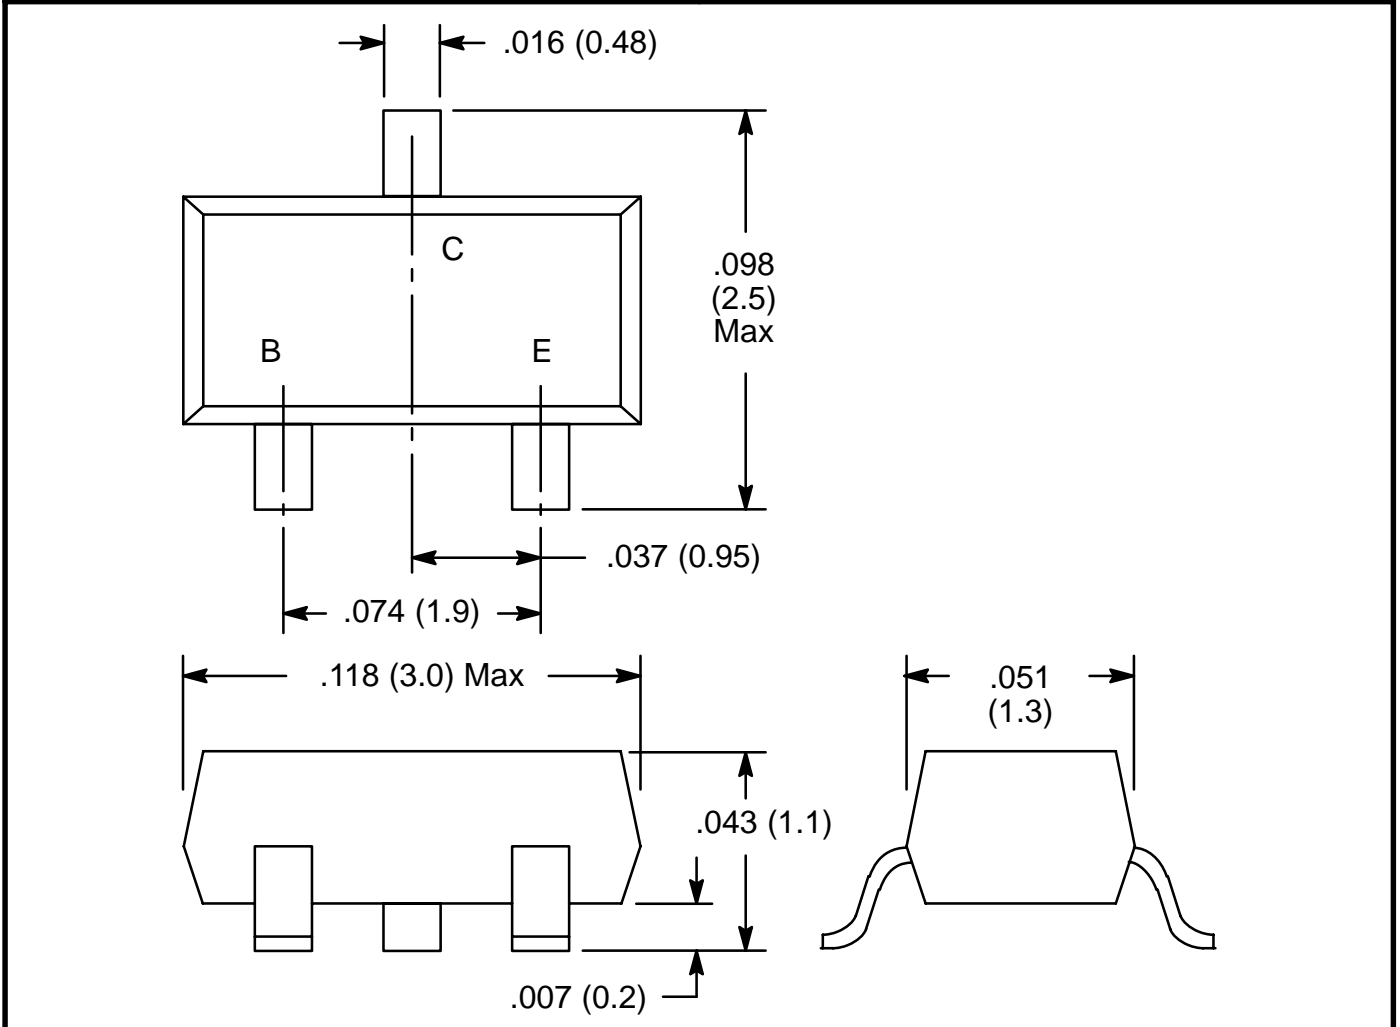 .016 (0.48)
C
.098
(2.5)
Max
B
E
.037 (0.95)
.074 (1.9)
.118 (3.0) Max
.051
(1.3)
.043 (1.1)
.007 (0.2)